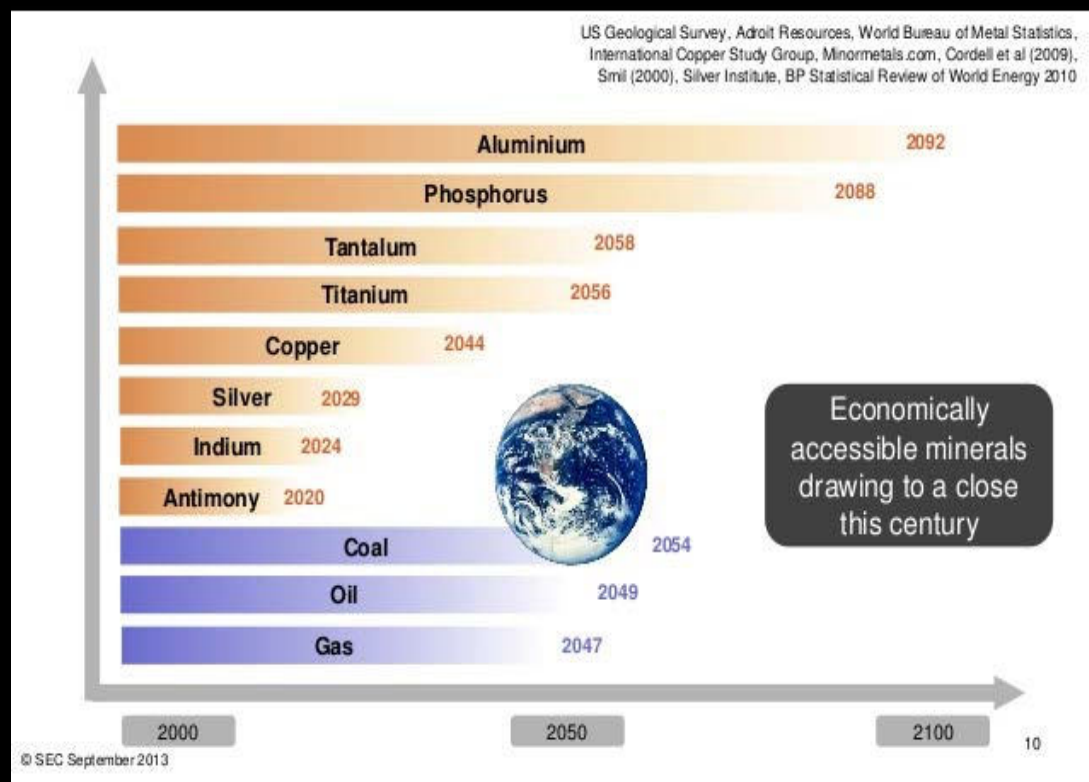 US Geological Survey, Adroit Resources, World Bureau of Metal Statistics,
International Copper Study Group, Minormetals.com, Cordell et al (2009),
Smil (2000), Silver Institute, BP Statistical Review of World Energy 2010
Aluminium 2092
Phosphorus 2088
Tantalum 2058
Titanium 2056
Copper 2044
Silver 2029
Indium 2024
Antimony 2020
Coal 2054
Oil 2049
Gas 2047
Economically
accessible minerals
drawing to a close
this century
2000 2050 2100
10
© SEC September 2013